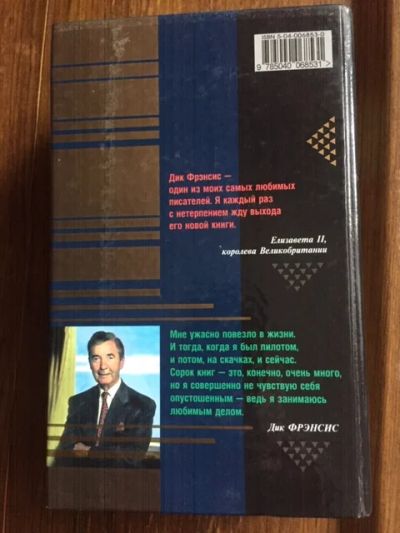 ISBN 5-04-006853-0
9 785040 068531 >
Дик Фрэнсис —
один из моих самых любимых
писателей. Я каждый раз
с нетерпением жду выхода
его новой книги.
Елизавета II,
королева Великобритании
Мне ужасно повезло в жизни.
И тогда, когда я был пилотом,
и потом, на скачках, и сейчас.
Сорок книг — это, конечно, очень много,
но я совершенно не чувствую себя
опустошенным — ведь я занимаюсь
любимым делом.
Дик ФРЭНСИС